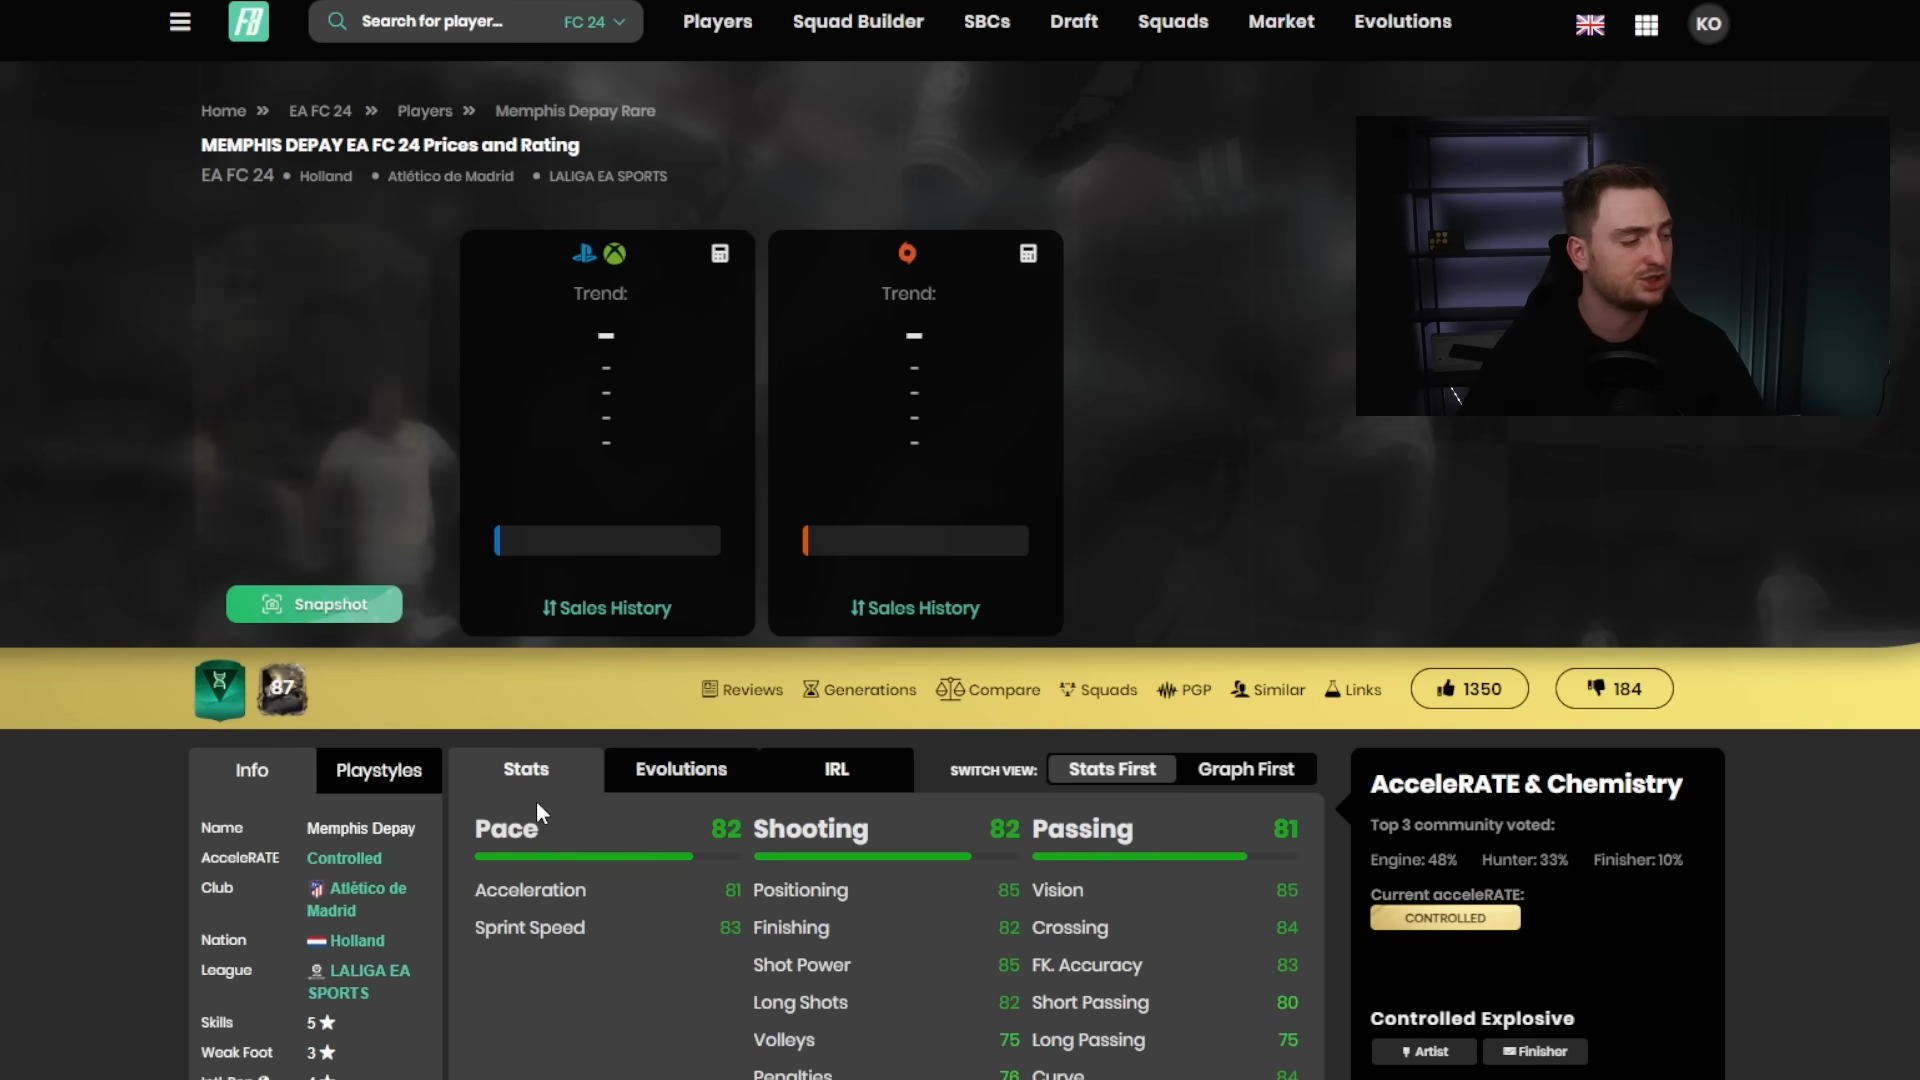 Search for player...
FC 24
Players
Squad Builder
SBCs
Draft
Squads
Market
Evolutions
KO
Home » EA FC 24 » Players » Memphis Depay Rare
MEMPHIS DEPAY EA FC 24 Prices and Rating
EA FC 24 • Holland • Atlético de Madrid • LALIGA EA SPORTS
Trend:
-
-
-
-
-
Sales History
Trend:
-
-
-
-
-
Sales History
Snapshot
87
Reviews
Generations
Compare
Squads
PGP
Similar
Links
1350
184
Info
Playstyles
Name Memphis Depay
AcceleRATE Controlled
Club Atlético de
Madrid
Nation Holland
League LALIGA EA
SPORTS
Skills 5
Weak Foot 3
Stats
Evolutions
IRL
SWITCH VIEW:
Stats First
Graph First
Pace 82
Acceleration 81
Sprint Speed 83
Shooting 82
Positioning 85
Finishing 82
Shot Power 85
Long Shots 82
Volleys 75
Penalties 76
Passing 81
Vision 85
Crossing 84
FK. Accuracy 83
Short Passing 80
Long Passing 75
Curve 84
AcceleRATE & Chemistry
Top 3 community voted:
Engine: 48% Hunter: 33% Finisher: 10%
Current acceleRATE:
CONTROLLED
Controlled Explosive
Artist
Finisher